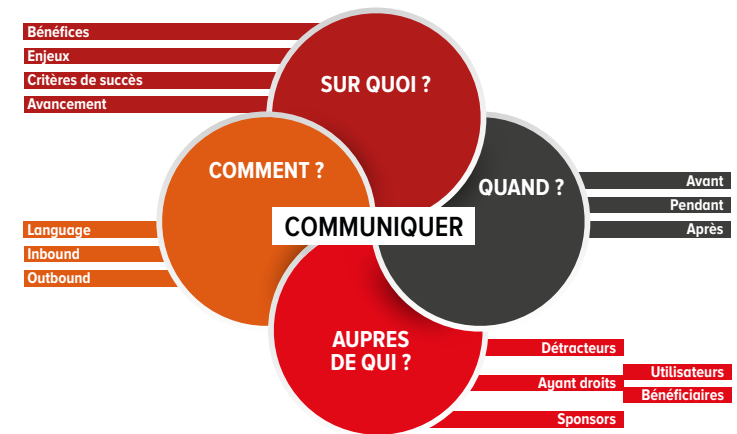 Bénéfices
Enjeux
Critères de succès
Avancement
SUR QUOI ?
COMMENT ?
QUAND ?
Avant
Pendant
Après
COMMUNIQUER
Language
Inbound
Outbound
AUPRES
DE QUI ?
Détracteurs
Ayant droits
Utilisateurs
Bénéficiaires
Sponsors